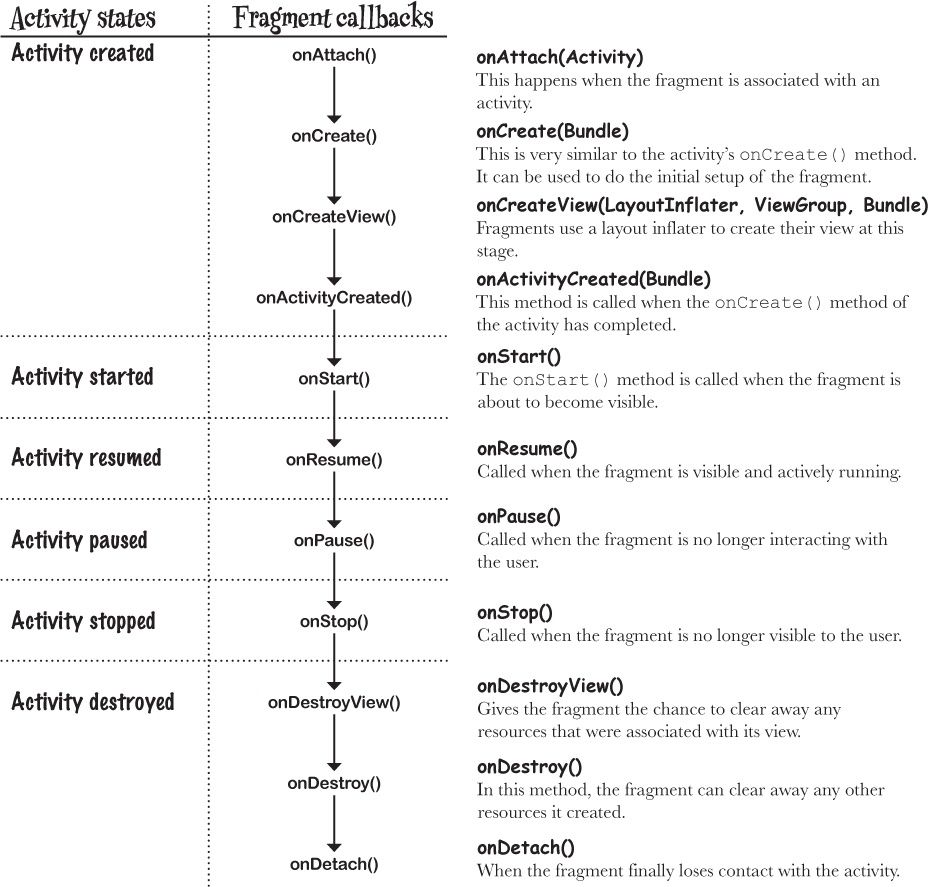 Activity states Fragment callbacks
Activity created
onAttach()
onAttach(Activity)
This happens when the fragment is associated with an
activity.
onCreate()
onCreate(Bundle)
This is very similar to the activity’s onCreate() method.
It can be used to do the initial setup of the fragment.
onCreateView()
onCreateView(LayoutInflater, ViewGroup, Bundle)
Fragments use a layout inflater to create their view at this
stage.
onActivityCreated()
onActivityCreated(Bundle)
This method is called when the onCreate() method of
the activity has completed.
Activity started
onStart()
onStart()
The onStart() method is called when the fragment is
about to become visible.
Activity resumed
onResume()
onResume()
Called when the fragment is visible and actively running.
Activity paused
onPause()
onPause()
Called when the fragment is no longer interacting with
the user.
Activity stopped
onStop()
onStop()
Called when the fragment is no longer visible to the user.
Activity destroyed
onDestroyView()
onDestroyView()
Gives the fragment the chance to clear away any
resources that were associated with its view.
onDestroy()
onDestroy()
In this method, the fragment can clear away any other
resources it created.
onDetach()
onDetach()
When the fragment finally loses contact with the activity.